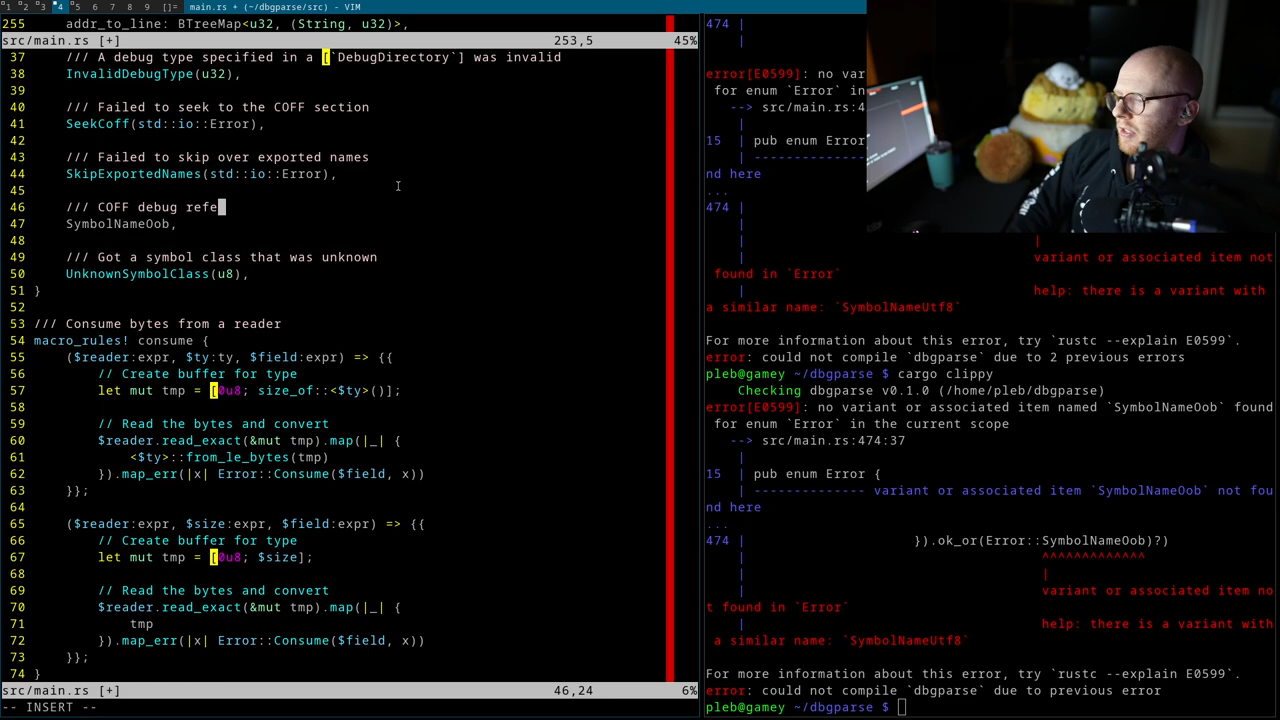 1 2 3 4 5 6 7 8 9 []= main.rs * (~/dbgparse/src) - VIM
255 addr_to_line: BTreeMap<u32, (String, u32)>,
src/main.rs [+] 253,5 45%
37 /// A debug type specified in a [`DebugDirectory`] was invalid
38 InvalidDebugType(u32),
39
40 /// Failed to seek to the COFF section
41 SeekCoff(std::io::Error),
42
43 /// Failed to skip over exported names
44 SkipExportedNames(std::io::Error),
45
46 /// COFF debug refe
47 SymbolNameOob,
48
49 /// Got a symbol class that was unknown
50 UnknownSymbolClass(u8),
51 }
52
53 /// Consume bytes from a reader
54 macro_rules! consume {
55 ($reader:expr, $ty:ty, $field:expr) => {{
56 // Create buffer for type
57 let mut tmp = [0u8; size_of::<$ty>()];
58
59 // Read the bytes and convert
60 $reader.read_exact(&mut tmp).map(|_| {
61 <$ty>::from_le_bytes(tmp)
62 }).map_err(|x| Error::Consume($field, x))
63 }};
64
65 ($reader:expr, $size:expr, $field:expr) => {{
66 // Create buffer for type
67 let mut tmp = [0u8; $size];
68
69 // Read the bytes and convert
70 $reader.read_exact(&mut tmp).map(|_| {
71 tmp
72 }).map_err(|x| Error::Consume($field, x))
73 }};
74 }
src/main.rs [+] 46,24 6%
-- INSERT --
474 |
|
error[E0599]: no var
for enum `Error` in
--> src/main.rs:4
|
15 | pub enum Error
| --------------
nd here
...
474 |
|
| |
| variant or associated item not
found in `Error`
| help: there is a variant with
a similar name: `SymbolNameUtf8`
For more information about this error, try `rustc --explain E0599`.
error: could not compile `dbgparse` due to 2 previous errors
pleb@gamey ~/dbgparse $ cargo clippy
Checking dbgparse v0.1.0 (/home/pleb/dbgparse)
error[E0599]: no variant or associated item named `SymbolNameOob` found
for enum `Error` in the current scope
--> src/main.rs:474:37
|
15 | pub enum Error {
| -------------- variant or associated item `SymbolNameOob` not fou
nd here
...
474 | }).ok_or(Error::SymbolNameOob)?)
| ^^^^^^^^^^^^^
| |
| variant or associated item no
t found in `Error`
| help: there is a variant with
a similar name: `SymbolNameUtf8`
For more information about this error, try `rustc --explain E0599`.
error: could not compile `dbgparse` due to previous error
pleb@gamey ~/dbgparse $